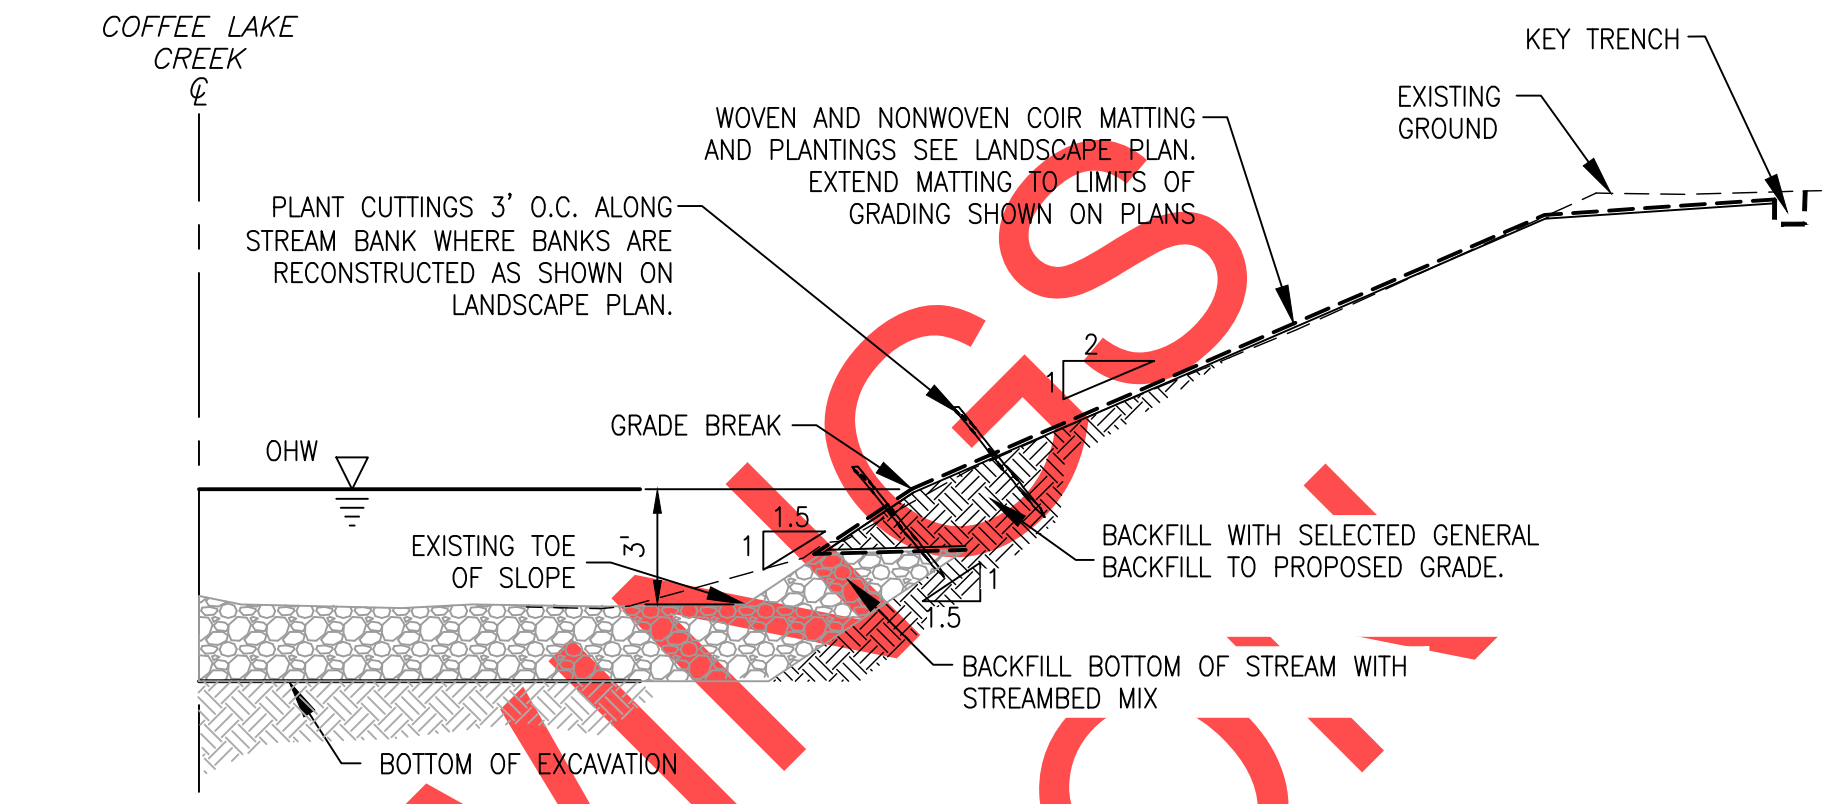 COFFEE LAKE
CREEK
℄
KEY TRENCH
EXISTING
GROUND
WOVEN AND NONWOVEN COIR MATTING
AND PLANTINGS SEE LANDSCAPE PLAN.
EXTEND MATTING TO LIMITS OF
GRADING SHOWN ON PLANS
PLANT CUTTINGS 3' O.C. ALONG
STREAM BANK WHERE BANKS ARE
RECONSTRUCTED AS SHOWN ON
LANDSCAPE PLAN.
2
1
GRADE BREAK
OHW
1.5
1
3'
EXISTING TOE
OF SLOPE
BACKFILL WITH SELECTED GENERAL
BACKFILL TO PROPOSED GRADE.
1
1.5
BACKFILL BOTTOM OF STREAM WITH
STREAMBED MIX
BOTTOM OF EXCAVATION